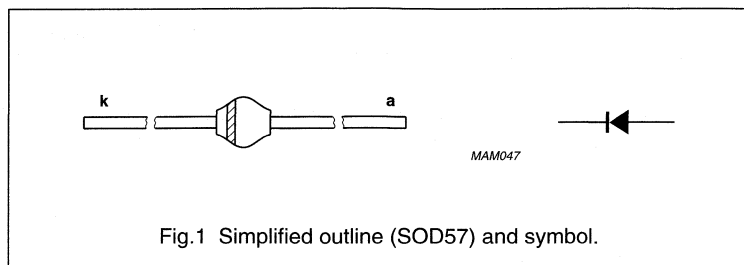 k
a
MAM047
Fig.1 Simplified outline (SOD57) and symbol.